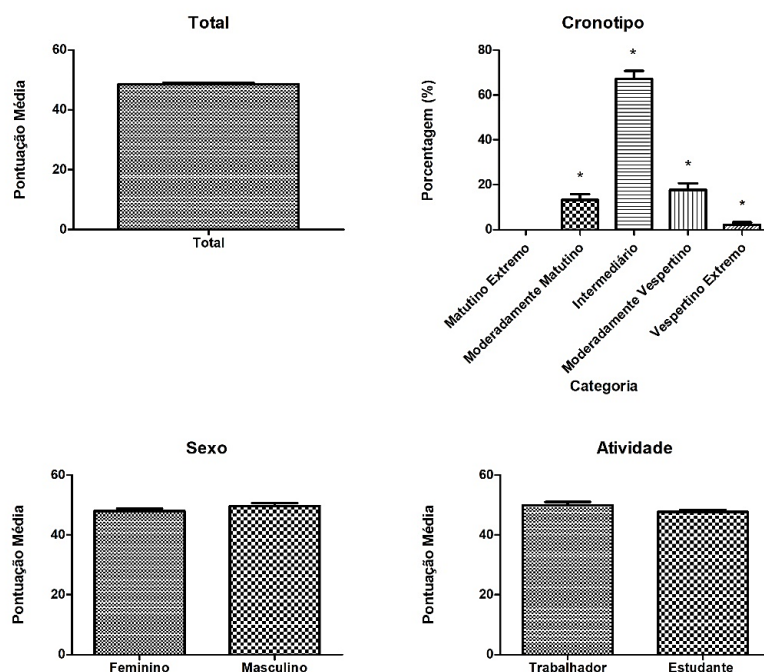 Total
Pontuação Média
60
40
20
0
Total
Cronotipo
Porcentagem (%)
80
60
40
20
0
*
*
*
*
Matutino Extremo
Moderadamente Matutino
Intermediário
Moderadamente Vespertino
Vespertino Extremo
Categoria
Sexo
Pontuação Média
60
40
20
0
Feminino
Masculino
Atividade
Pontuação Média
60
40
20
0
Trabalhador
Estudante